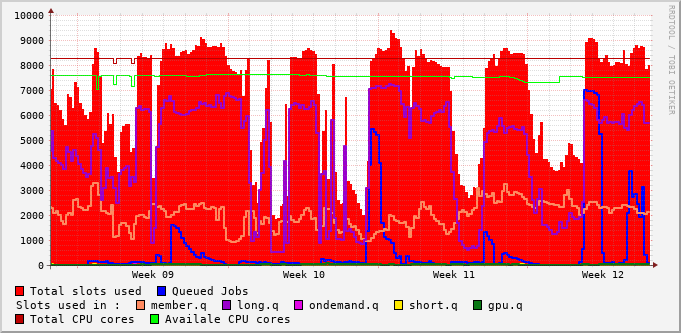 10000
9000
8000
7000
6000
5000
4000
3000
2000
1000
0
RRDTOOL / TOBI OETIKER
Week 09 Week 10 Week 11 Week 12
Total slots used Queued Jobs
Slots used in : member.q long.q ondemand.q short.q gpu.q
Total CPU cores Availale CPU cores